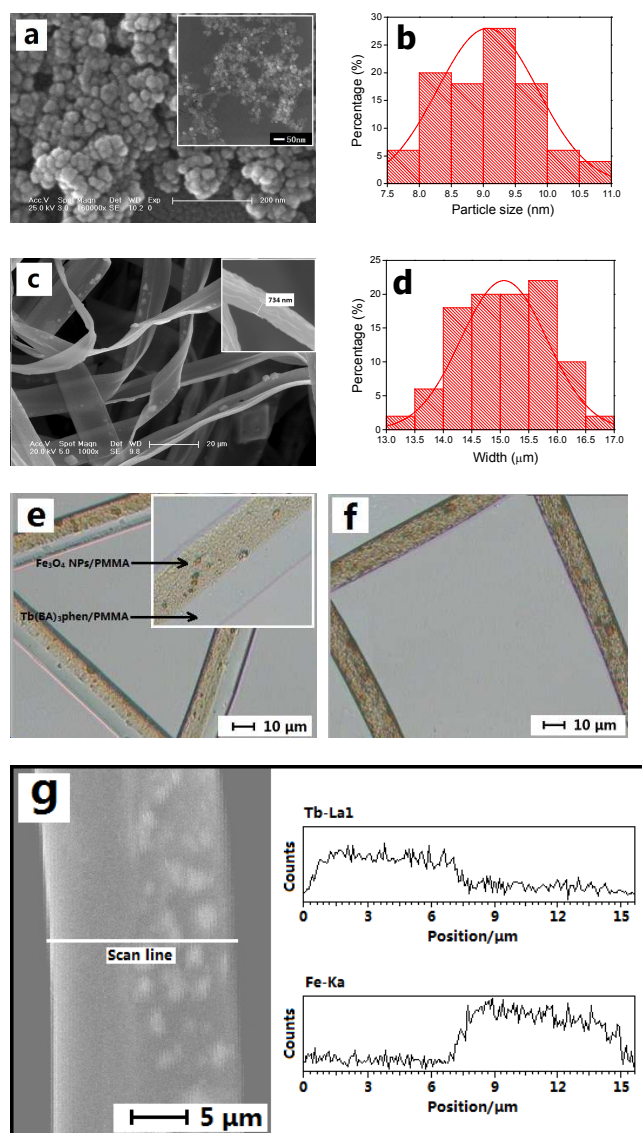 a
50nm
Acc.V Spot Magn Det WD Exp
25.0 kV 3.0 160000x SE 10.2 0
200 nm
b
Percentage (%)
30
25
20
15
10
5
0
7.5 8.0 8.5 9.0 9.5 10.0 10.5 11.0
Particle size (nm)
c
734 nm
Acc.V Spot Magn Det WD
20.0 kV 5.0 1000x SE 9.8
20 μm
d
Percentage (%)
25
20
15
10
5
0
13.0 13.5 14.0 14.5 15.0 15.5 16.0 16.5 17.0
Width (μm)
e
Fe₃O₄ NPs/PMMA
Tb(BA)₃phen/PMMA
10 μm
f
10 μm
g
Scan line
5 μm
Tb-La1
Counts
0 3 6 9 12 15
Position/μm
Fe-Ka
Counts
0 3 6 9 12 15
Position/μm